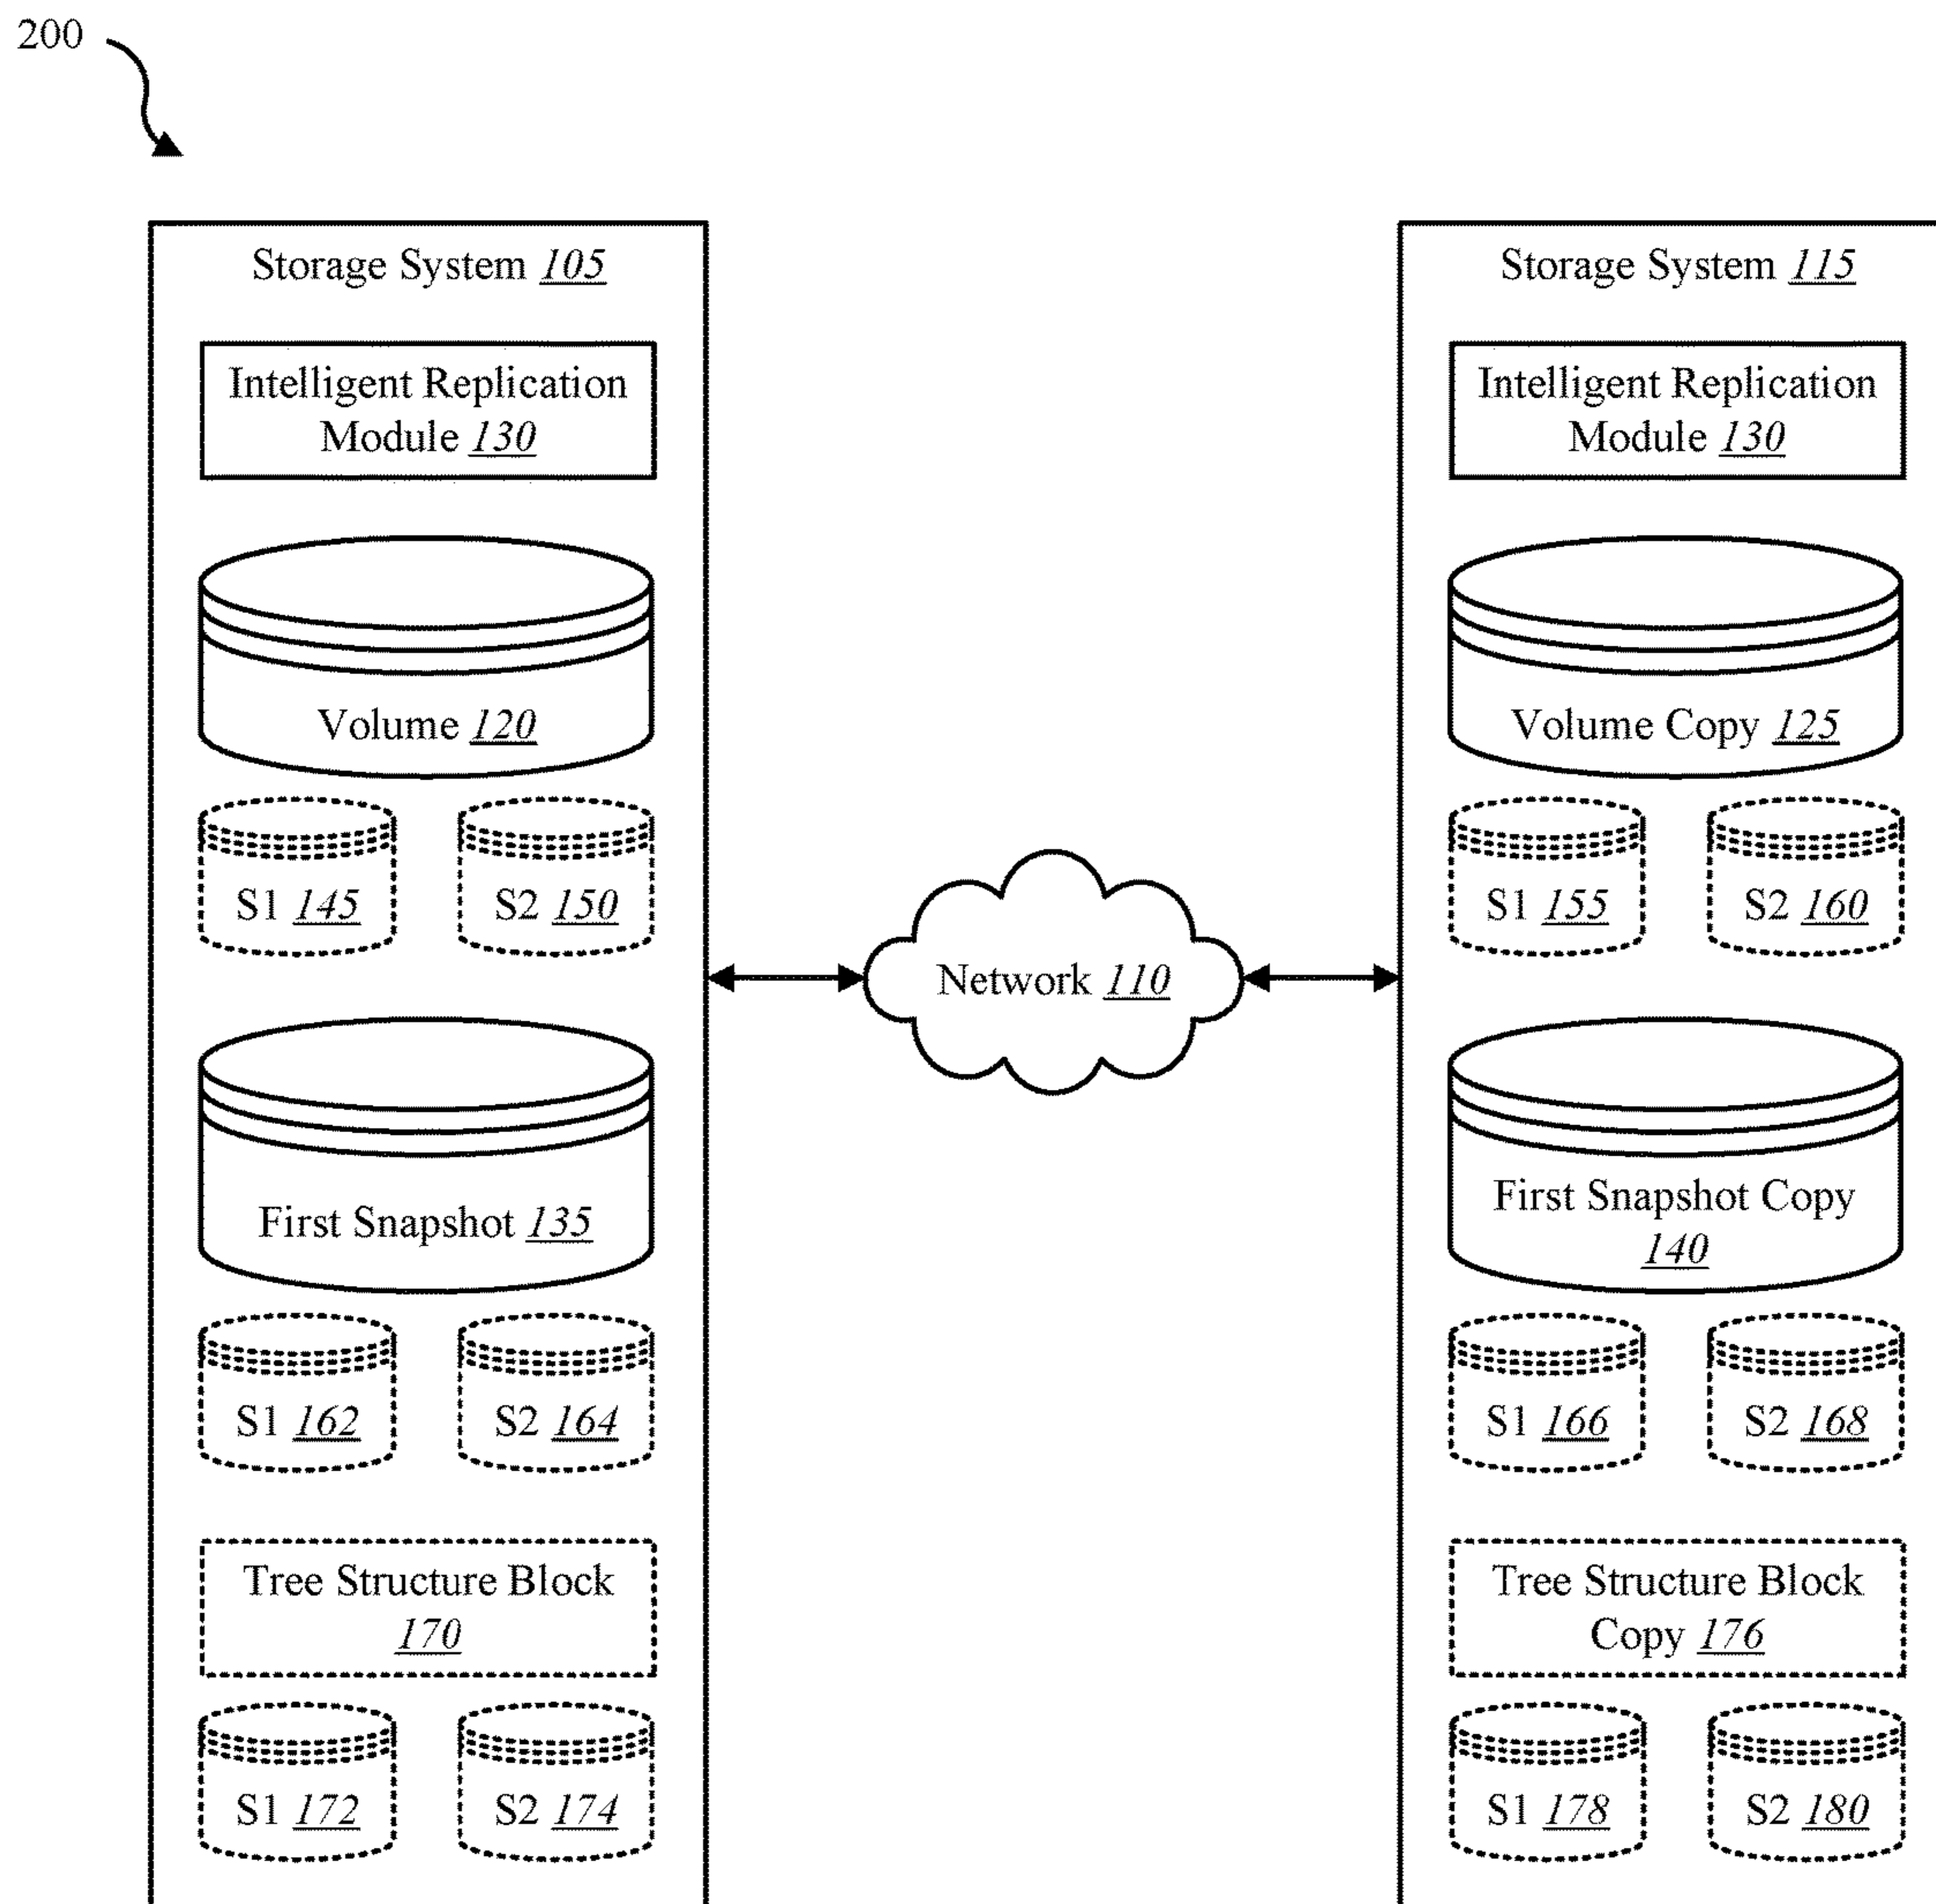 200
Storage System 105
Intelligent Replication
Module 130
Volume 120
S1 145
S2 150
First Snapshot 135
S1 162
S2 164
Tree Structure Block
170
S1 172
S2 174
Network 110
Storage System 115
Intelligent Replication
Module 130
Volume Copy 125
S1 155
S2 160
First Snapshot Copy
140
S1 166
S2 168
Tree Structure Block
Copy 176
S1 178
S2 180